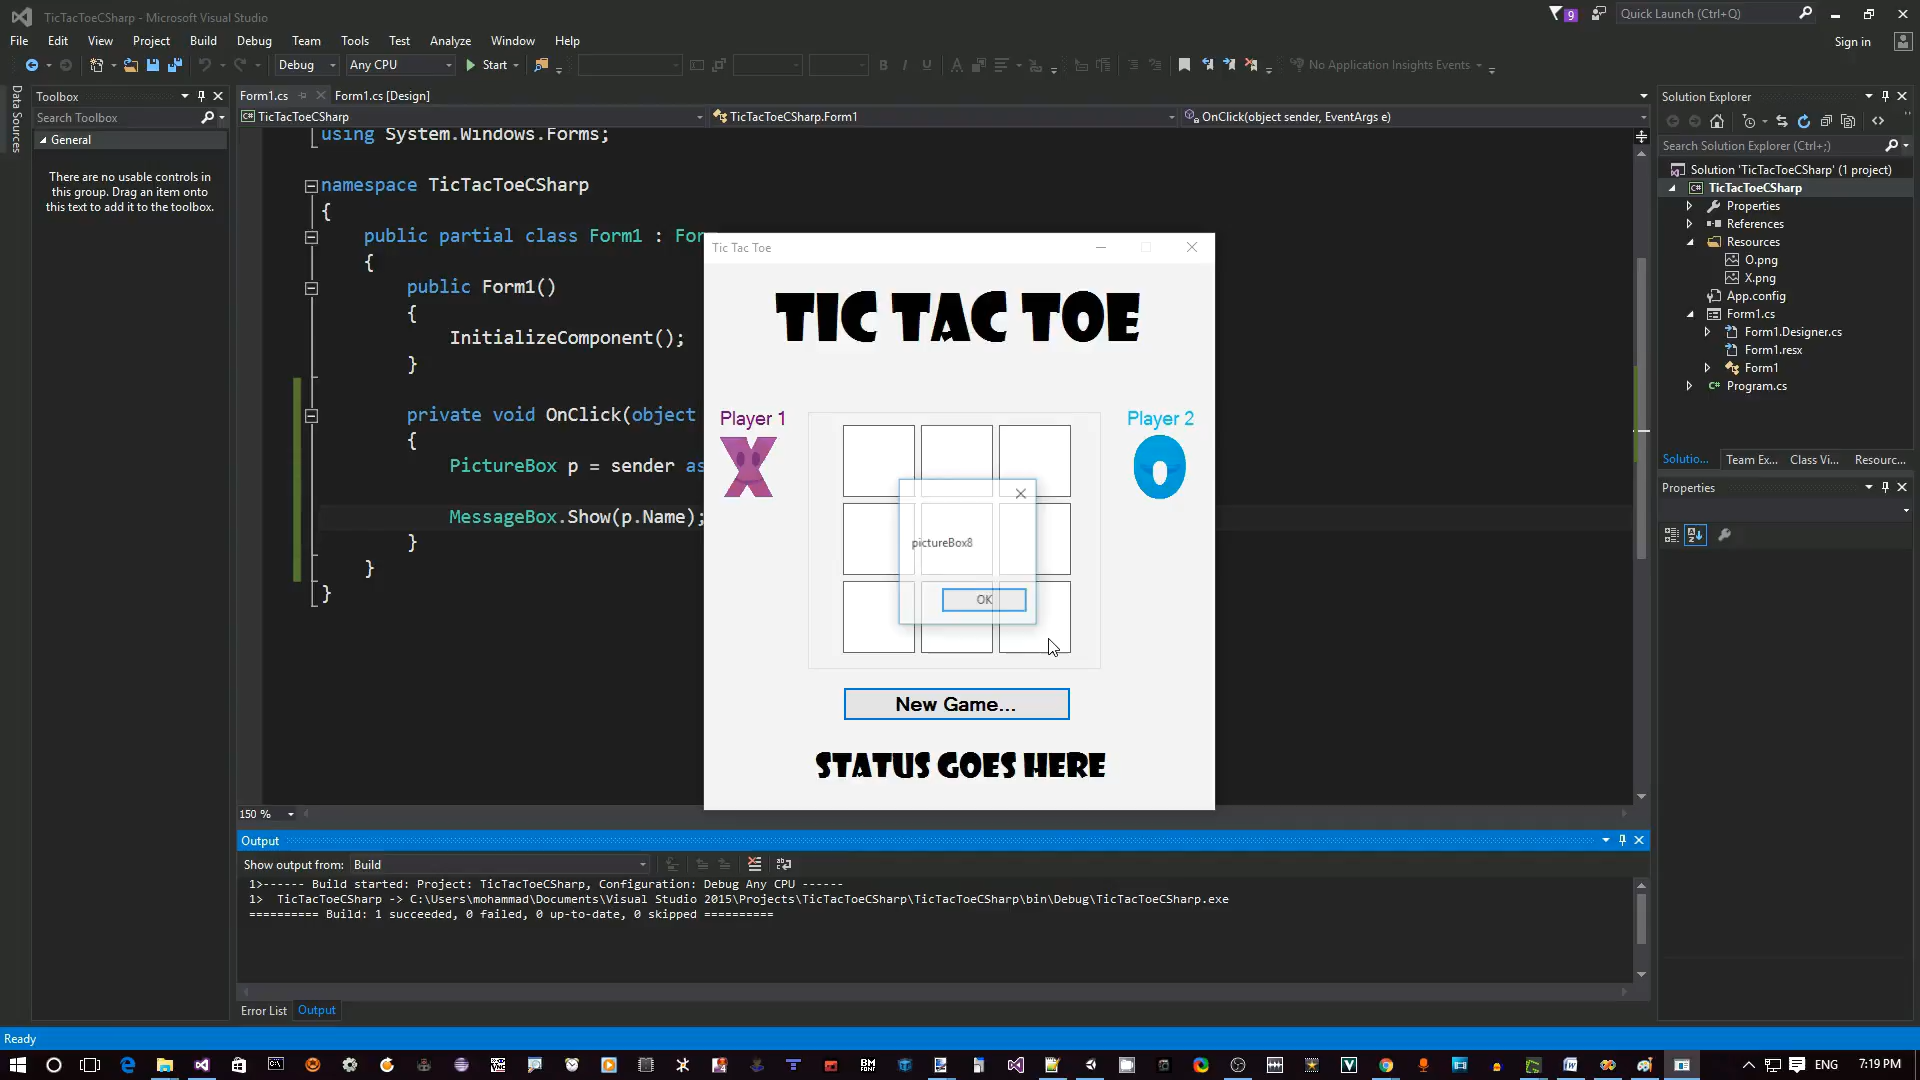 TicTacToeCSharp - Microsoft Visual Studio
9
Quick Launch (Ctrl+Q)
File Edit View Project Build Debug Team Tools Test Analyze Window Help
Sign in
Debug Any CPU Start
No Application Insights Events
Data Sources
Toolbox
Search Toolbox
General
There are no usable controls in
this group. Drag an item onto
this text to add it to the toolbox.
Form1.cs Form1.cs [Design]
TicTacToeCSharp TicTacToeCSharp.Form1 OnClick(object sender, EventArgs e)
using System.Windows.Forms;
namespace TicTacToeCSharp
{
public partial class Form1 : For
{
public Form1()
{
InitializeComponent();
}
private void OnClick(object
{
PictureBox p = sender as
MessageBox.Show(p.Name);
}
}
}
150 %
Tic Tac Toe
TIC TAC TOE
Player 1
X
Player 2
O
pictureBox8
OK
New Game...
STATUS GOES HERE
Solution Explorer
Search Solution Explorer (Ctrl+;)
Solution 'TicTacToeCSharp' (1 project)
TicTacToeCSharp
Properties
References
Resources
O.png
X.png
App.config
Form1.cs
Form1.Designer.cs
Form1.resx
Form1
Program.cs
Solutio... Team Ex... Class Vi... Resourc...
Properties
Output
Show output from: Build
1>------ Build started: Project: TicTacToeCSharp, Configuration: Debug Any CPU ------
1>  TicTacToeCSharp -> C:\Users\mohammad\Documents\Visual Studio 2015\Projects\TicTacToeCSharp\TicTacToeCSharp\bin\Debug\TicTacToeCSharp.exe
========== Build: 1 succeeded, 0 failed, 0 up-to-date, 0 skipped ==========
Error List Output
Ready
ENG 7:19 PM